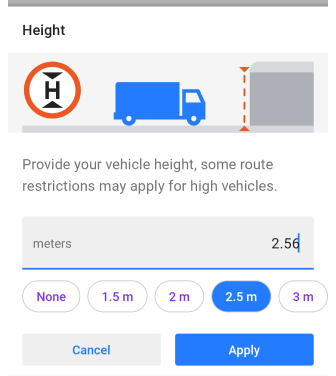 Height
H
Provide your vehicle height, some route
restrictions may apply for high vehicles.
meters 2.56
None 1.5 m 2 m 2.5 m 3 m
Cancel Apply